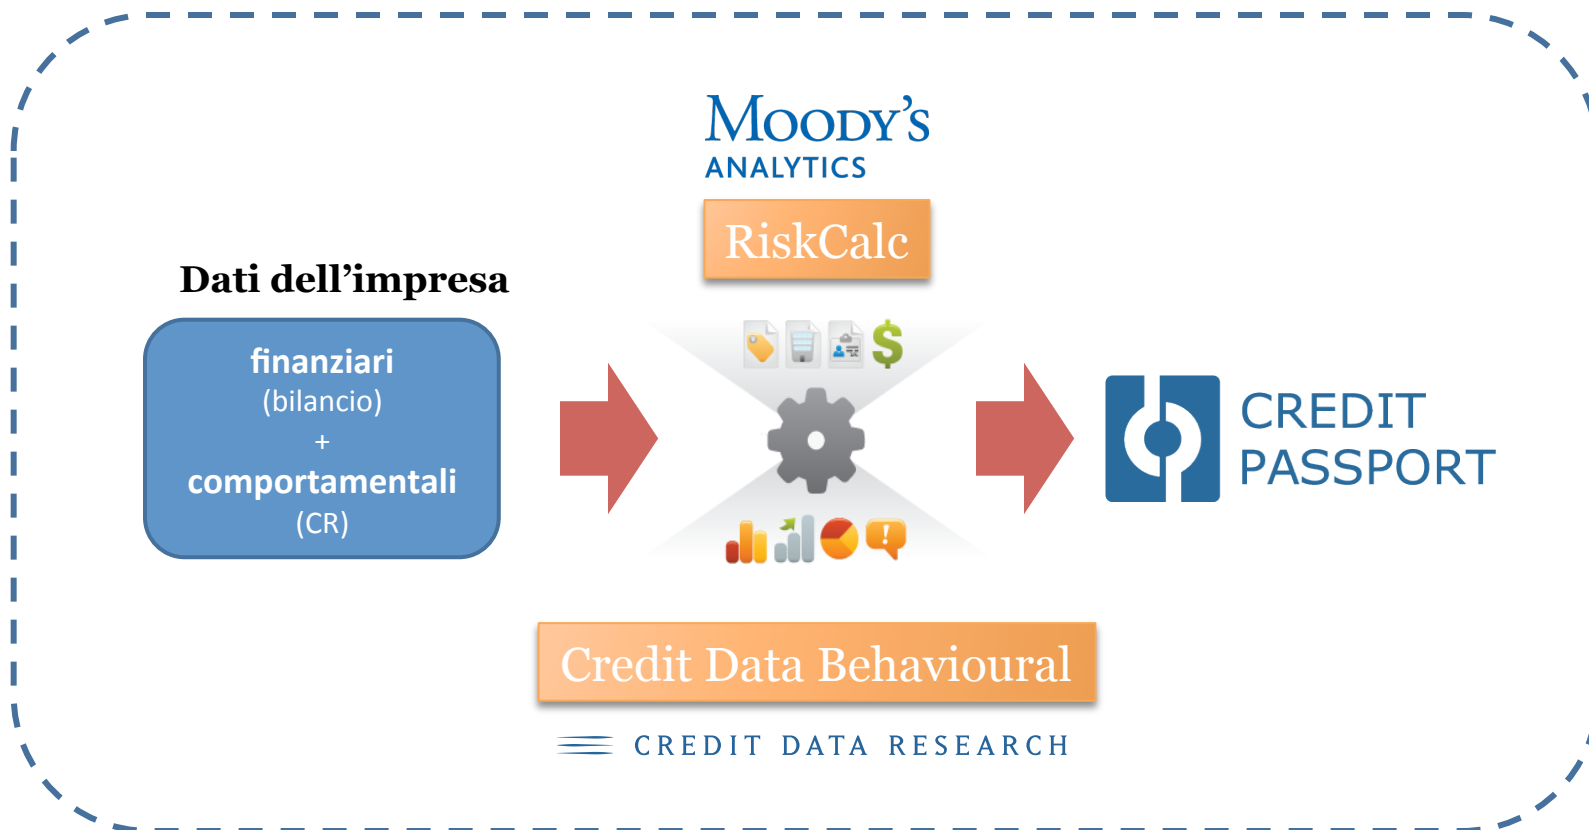 MOODY'S
ANALYTICS
RiskCalc
Dati dell’impresa
finanziari
(bilancio)
+
comportamentali
(CR)
$
!
CREDIT
PASSPORT
Credit Data Behavioural
CREDIT DATA RESEARCH